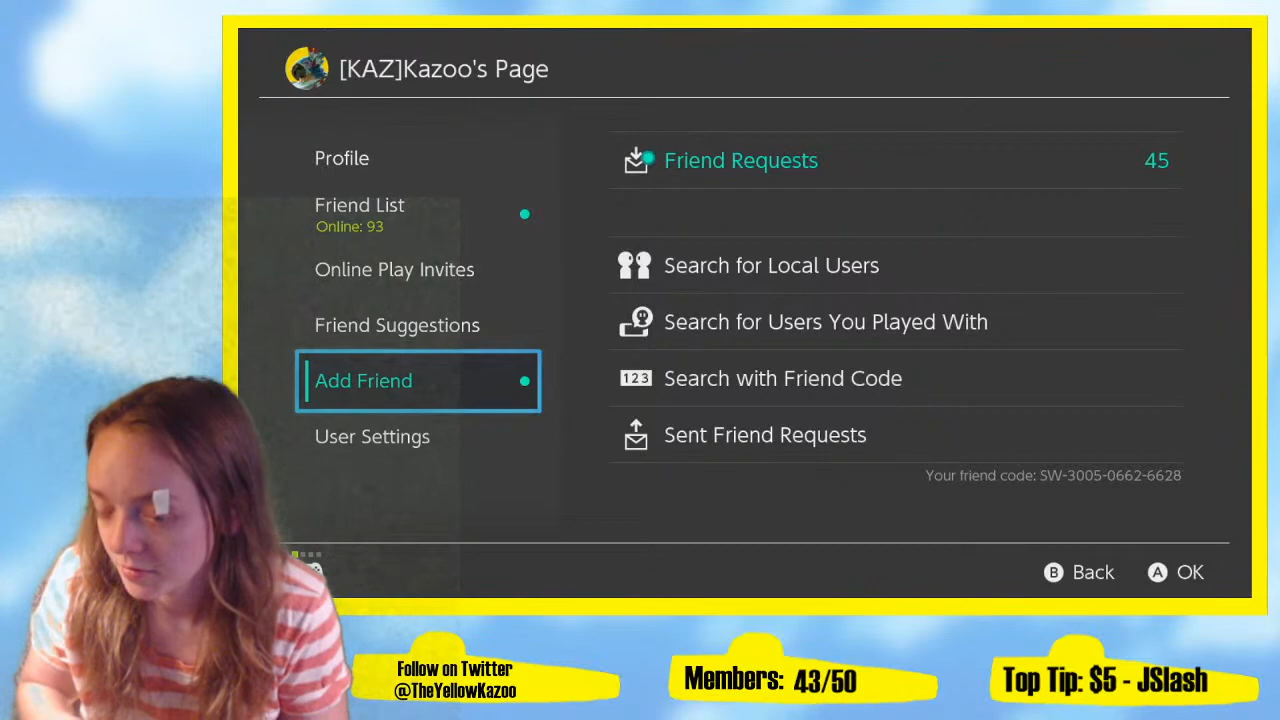 [KAZ]Kazoo's Page
Profile
Friend List
Online: 93
Online Play Invites
Friend Suggestions
Add Friend
User Settings
Friend Requests 45
Search for Local Users
Search for Users You Played With
123 Search with Friend Code
Sent Friend Requests
Your friend code: SW-3005-0662-6628
B Back A OK
Follow on Twitter
@TheYellowKazoo
Members: 43/50
Top Tip: $5 - JSlash